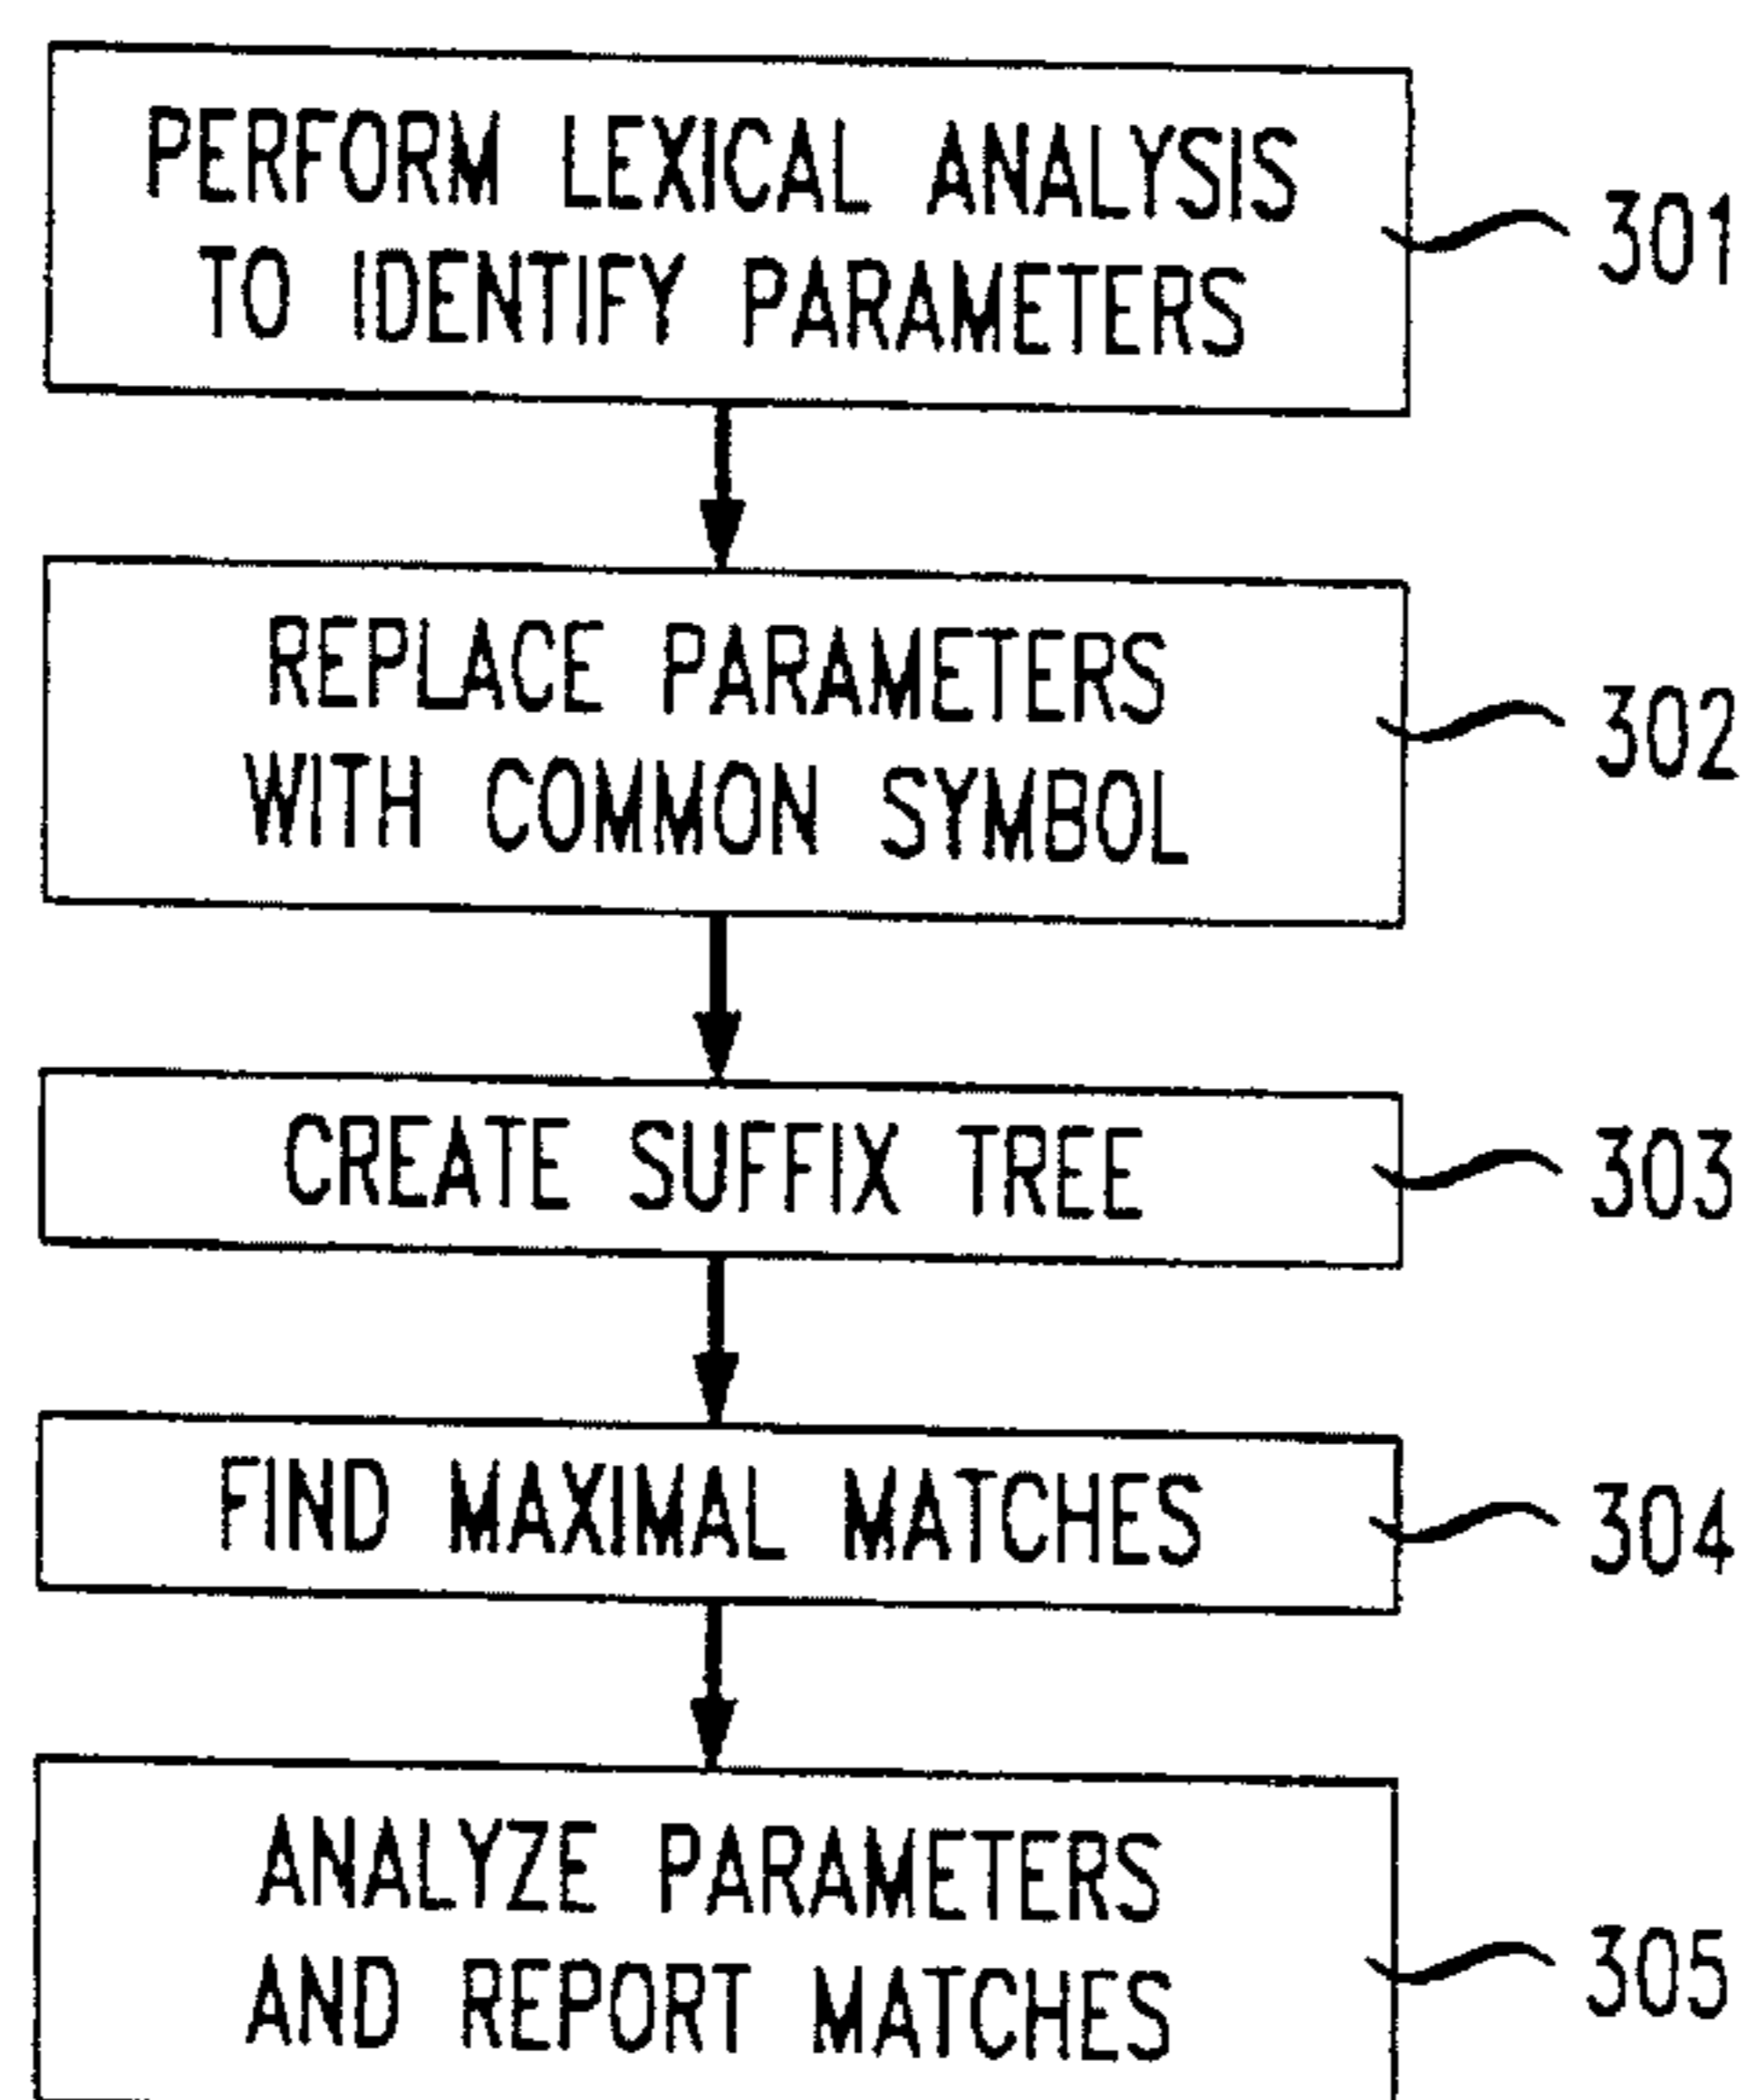 PERFORM LEXICAL ANALYSIS
TO IDENTIFY PARAMETERS
301
REPLACE PARAMETERS
WITH COMMON SYMBOL
302
CREATE SUFFIX TREE
303
FIND MAXIMAL MATCHES
304
ANALYZE PARAMETERS
AND REPORT MATCHES
305